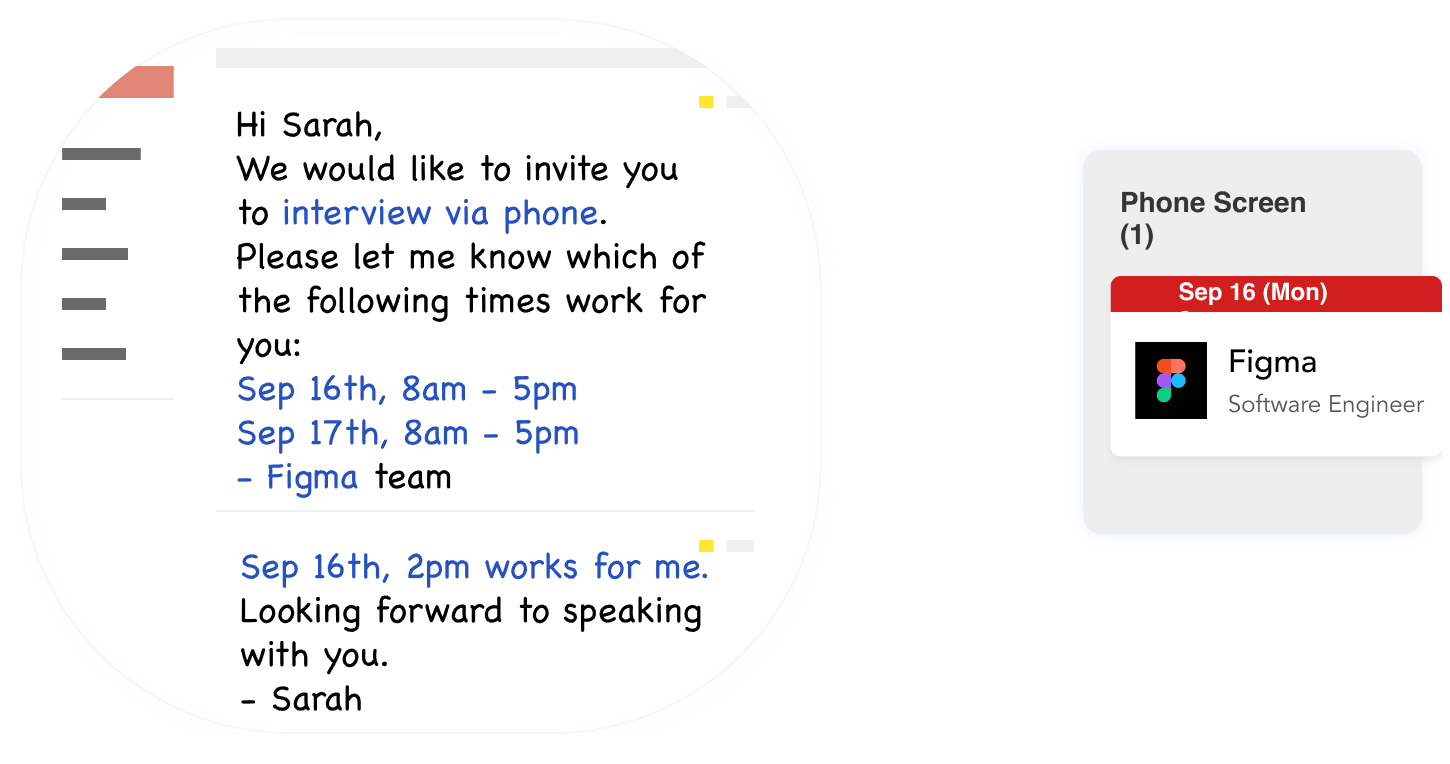 Hi Sarah,
We would like to invite you
to interview via phone.
Please let me know which of
the following times work for
you:
Sep 16th, 8am - 5pm
Sep 17th, 8am - 5pm
- Figma team
Sep 16th, 2pm works for me.
Looking forward to speaking
with you.
- Sarah
Phone Screen
(1)
Sep 16 (Mon)
Figma
Software Engineer